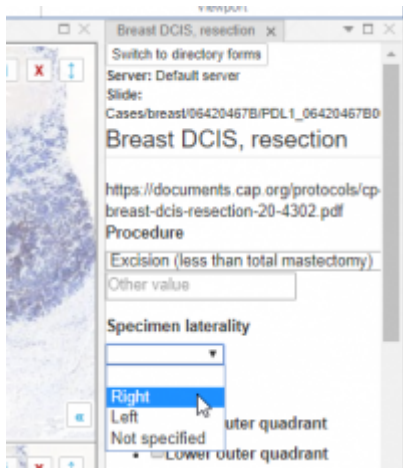 viewport
Breast DCIS, resection x
Switch to directory forms
Server: Default server
Slide:
Cases/breast/06420467B/PDL1_06420467B0
Breast DCIS, resection
https://documents.cap.org/protocols/cp-
breast-dcis-resection-20-4302.pdf
Procedure
Excision (less than total mastectomy)
Other value
Specimen laterality
Right
Left
uter quadrant
Not specified
Lower outer quadrant